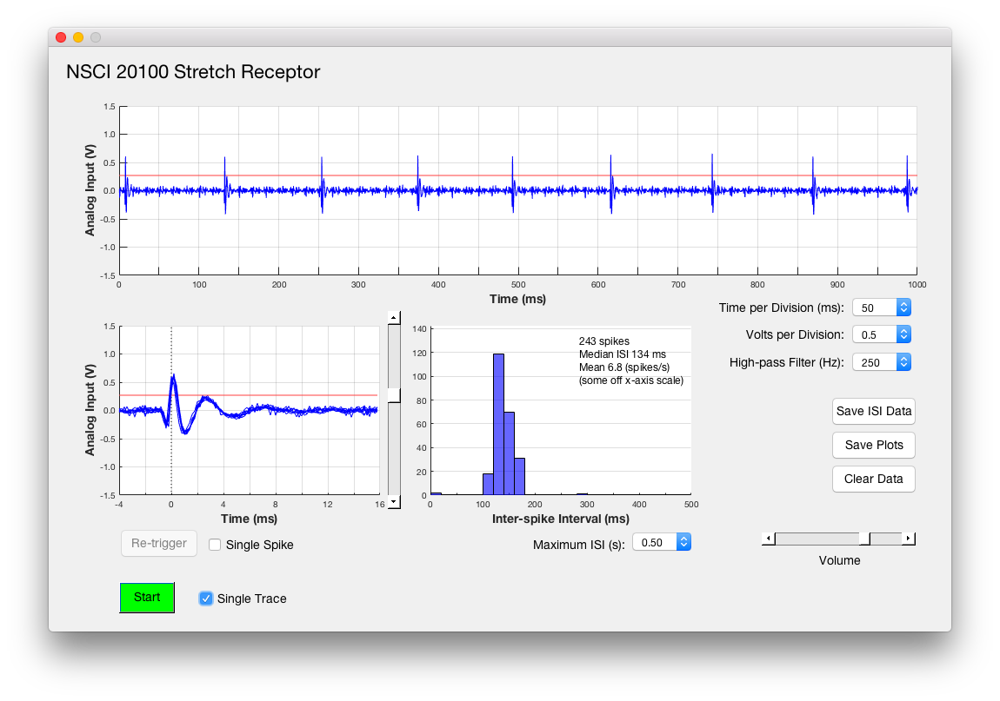 NSCI 20100 Stretch Receptor
1.5
1.0
0.5
0.0
-0.5
-1.0
-1.5
Analog Input (V)
0 100 200 300 400 500 600 700 800 900 1000
Time (ms)
Time per Division (ms): 50
Volts per Division: 0.5
High-pass Filter (Hz): 250
1.5
1.0
0.5
0.0
-0.5
-1.0
-1.5
Analog Input (V)
-4 0 4 8 12 16
Time (ms)
140
120
100
80
60
40
20
0
243 spikes
Median ISI 134 ms
Mean 6.8 (spikes/s)
(some off x-axis scale)
0 100 200 300 400 500
Inter-spike Interval (ms)
Save ISI Data
Save Plots
Clear Data
Re-trigger Single Spike
Maximum ISI (s): 0.50
Volume
Start Single Trace